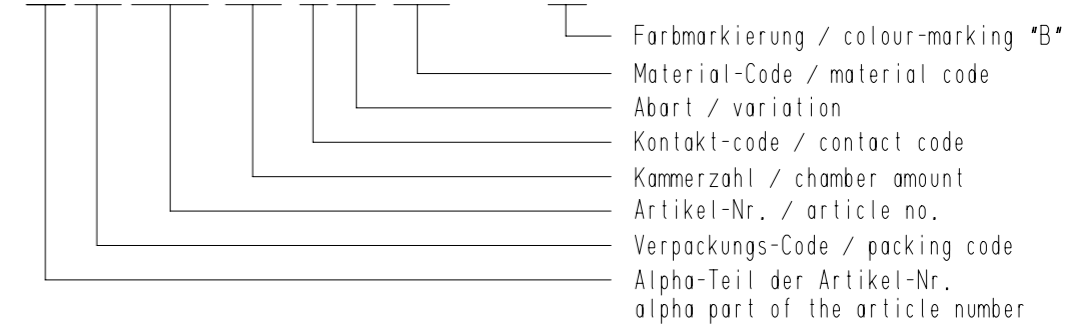 Farbmarkierung / colour-marking "B"
Material-Code / material code
Abart / variation
Kontakt-code / contact code
Kammerzahl / chamber amount
Artikel-Nr. / article no.
Verpackungs-Code / packing code
Alpha-Teil der Artikel-Nr.
alpha part of the article number